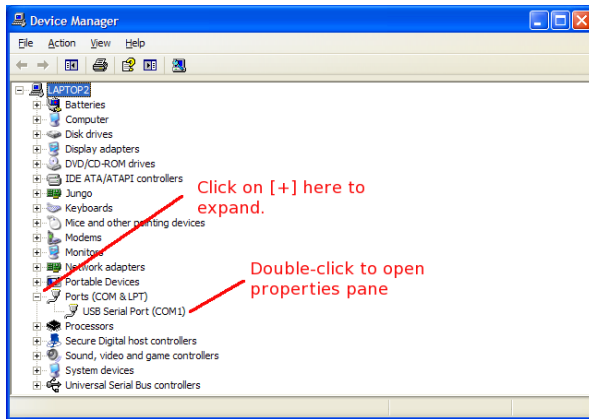 Device Manager
File Action View Help
LAPTOP2
Batteries
Computer
Disk drives
Display adapters
DVD/CD-ROM drives
IDE ATA/ATAPI controllers
Click on [+] here to
expand.
Jungo
Keyboards
Mice and other pointing devices
Modems
Monitors
Network adapters
Double-click to open
properties pane
Portable Devices
Ports (COM & LPT)
USB Serial Port (COM1)
Processors
Secure Digital host controllers
Sound, video and game controllers
System devices
Universal Serial Bus controllers